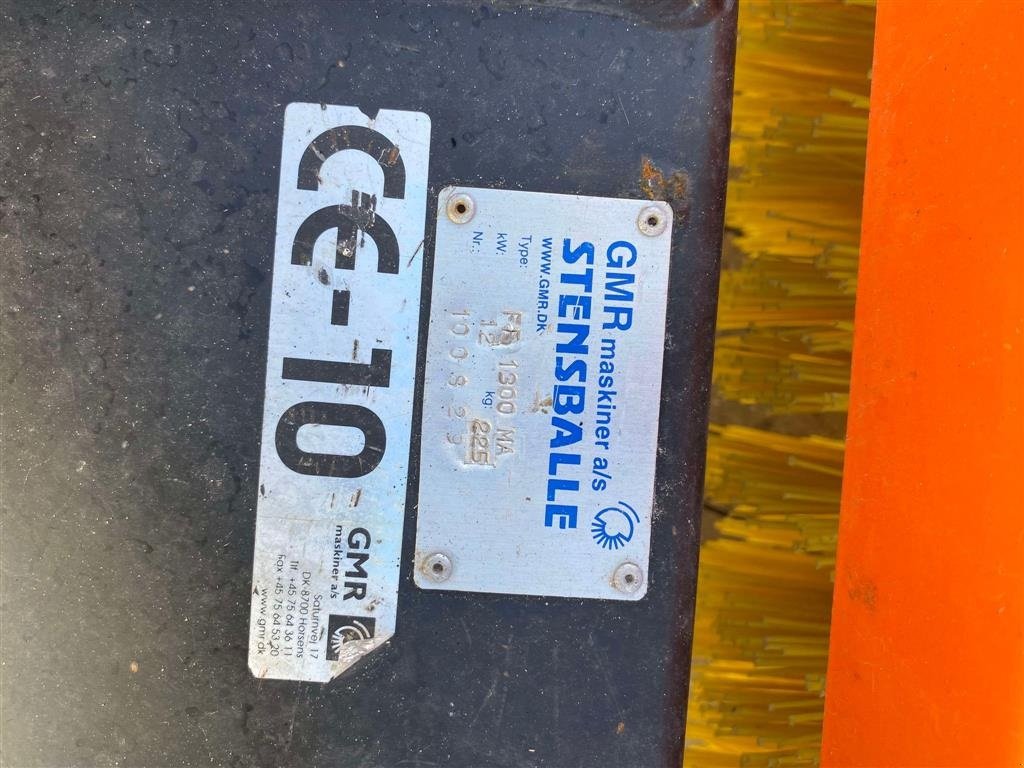 GMR maskiner a/s
STENSBALLE
WWW.GMR.DK
Type: FB 1300 MA
kW: 12 kg: 225
Nr.:
CE-10
GMR
maskiner a/s
Saturnvej 17
DK-8700 Horsens
Tlf. +45 75 64 36 11
Fax +45 75 64 53 20
www.gmr.dk